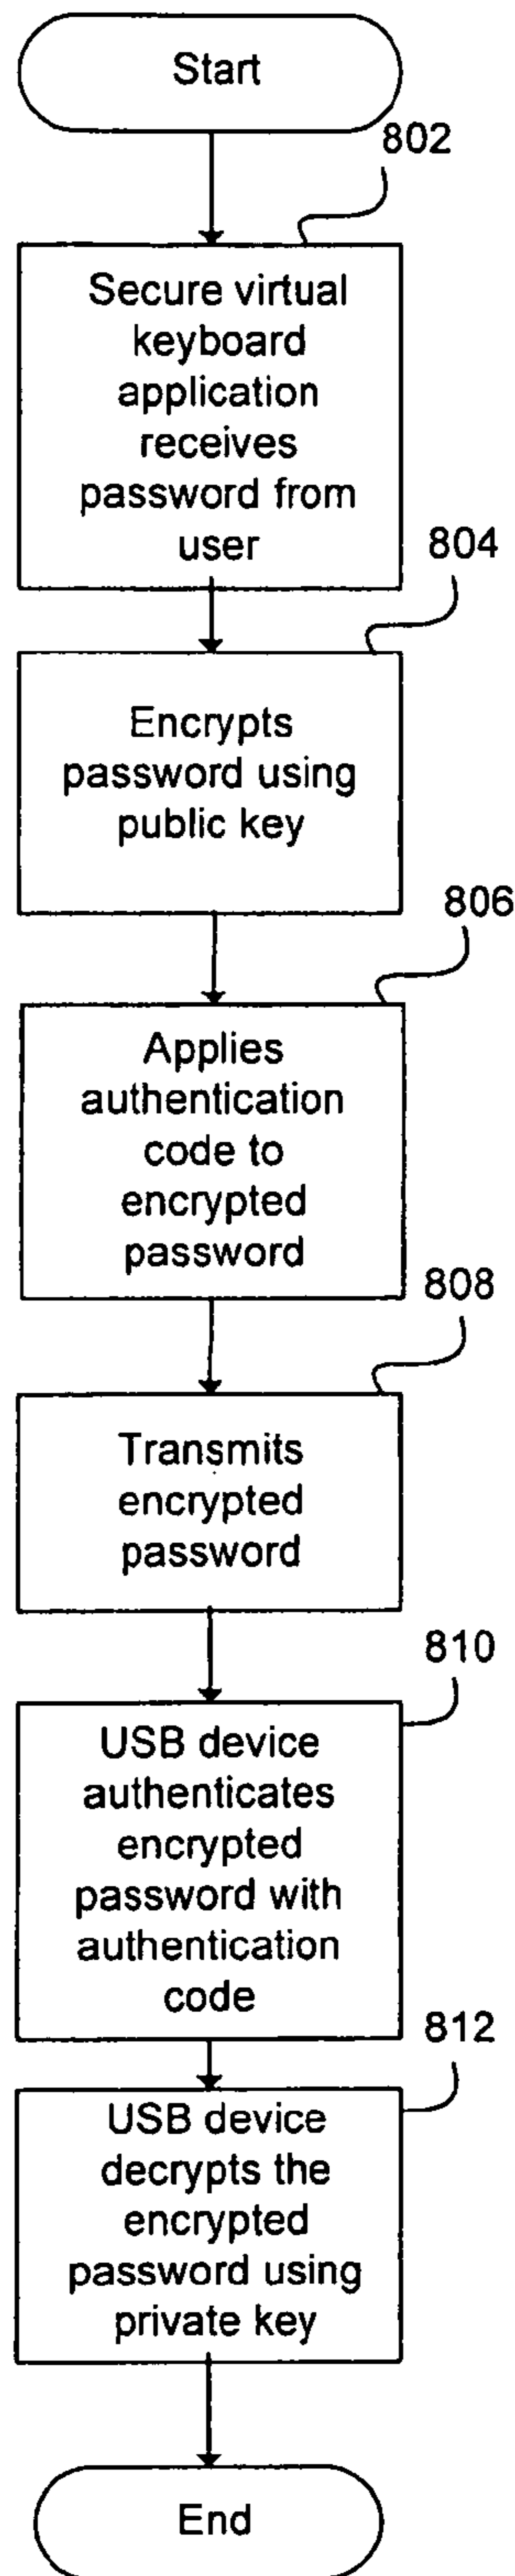 Start
802
Secure virtual
keyboard
application
receives
password from
user
804
Encrypts
password using
public key
806
Applies
authentication
code to
encrypted
password
808
Transmits
encrypted
password
810
USB device
authenticates
encrypted
password with
authentication
code
812
USB device
decrypts the
encrypted
password using
private key
End